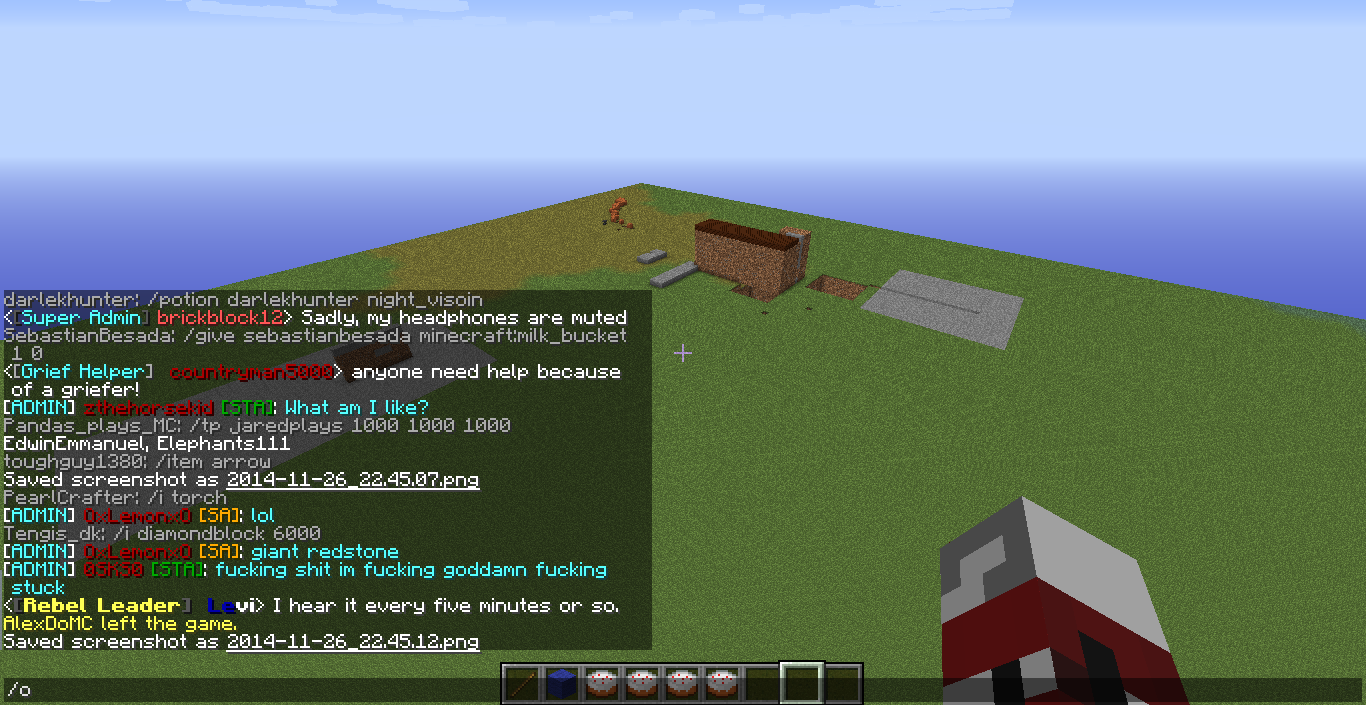 darlekhunter: /potion darlekhunter night_visoin
<[Super Admin] brickblock12> Sadly, my headphones are muted
SebastianBesada: /give sebastianbesada minecraft:milk_bucket
1 0
<[Grief Helper] countryman5000> anyone need help because
of a griefer!
[ADMIN] zthehorsekid [STA]: What am I like?
Pandas_plays_MC: /tp jaredplays 1000 1000 1000
EdwinEmmanuel, Elephants111
toughguy1380: /item arrow
Saved screenshot as 2014-11-26_22.45.07.png
PearlCrafter: /i torch
[ADMIN] 0xLemonx0 [SA]: lol
Tengis_dk: /i diamondblock 6000
[ADMIN] 0xLemonx0 [SA]: giant redstone
[ADMIN] 05K50 [STA]: fucking shit im fucking goddamn fucking
stuck
<[Rebel Leader] Levi> I hear it every five minutes or so.
AlexDoMC left the game.
Saved screenshot as 2014-11-26_22.45.12.png
/o